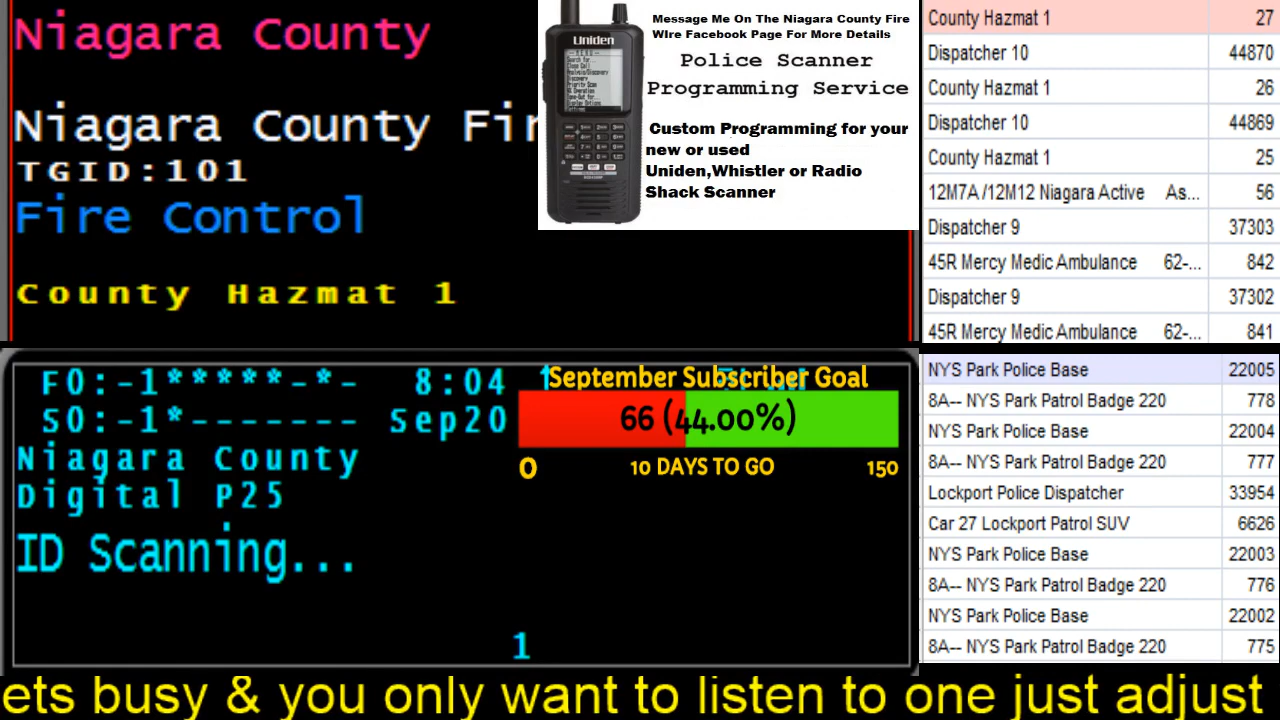 Niagara County
Niagara County Fir
TGID:101
Fire Control
County Hazmat 1
Uniden
Message Me On The Niagara County Fire
WIre Facebook Page For More Details
Police Scanner
Programming Service
Custom Programming for your
new or used
Uniden,Whistler or Radio
Shack Scanner
County Hazmat 1 27
Dispatcher 10 44870
County Hazmat 1 26
Dispatcher 10 44869
County Hazmat 1 25
12M7A /12M12 Niagara Active As... 56
Dispatcher 9 37303
45R Mercy Medic Ambulance 62-... 842
Dispatcher 9 37302
45R Mercy Medic Ambulance 62-... 841
F0:-1*****-*- 8:04
S0:-1*------- Sep20
Niagara County
Digital P25
ID Scanning...
1
September Subscriber Goal
66 (44.00%)
0 10 DAYS TO GO 150
NYS Park Police Base 22005
8A-- NYS Park Patrol Badge 220 778
NYS Park Police Base 22004
8A-- NYS Park Patrol Badge 220 777
Lockport Police Dispatcher 33954
Car 27 Lockport Patrol SUV 6626
NYS Park Police Base 22003
8A-- NYS Park Patrol Badge 220 776
NYS Park Police Base 22002
8A-- NYS Park Patrol Badge 220 775
ets busy & you only want to listen to one just adjust